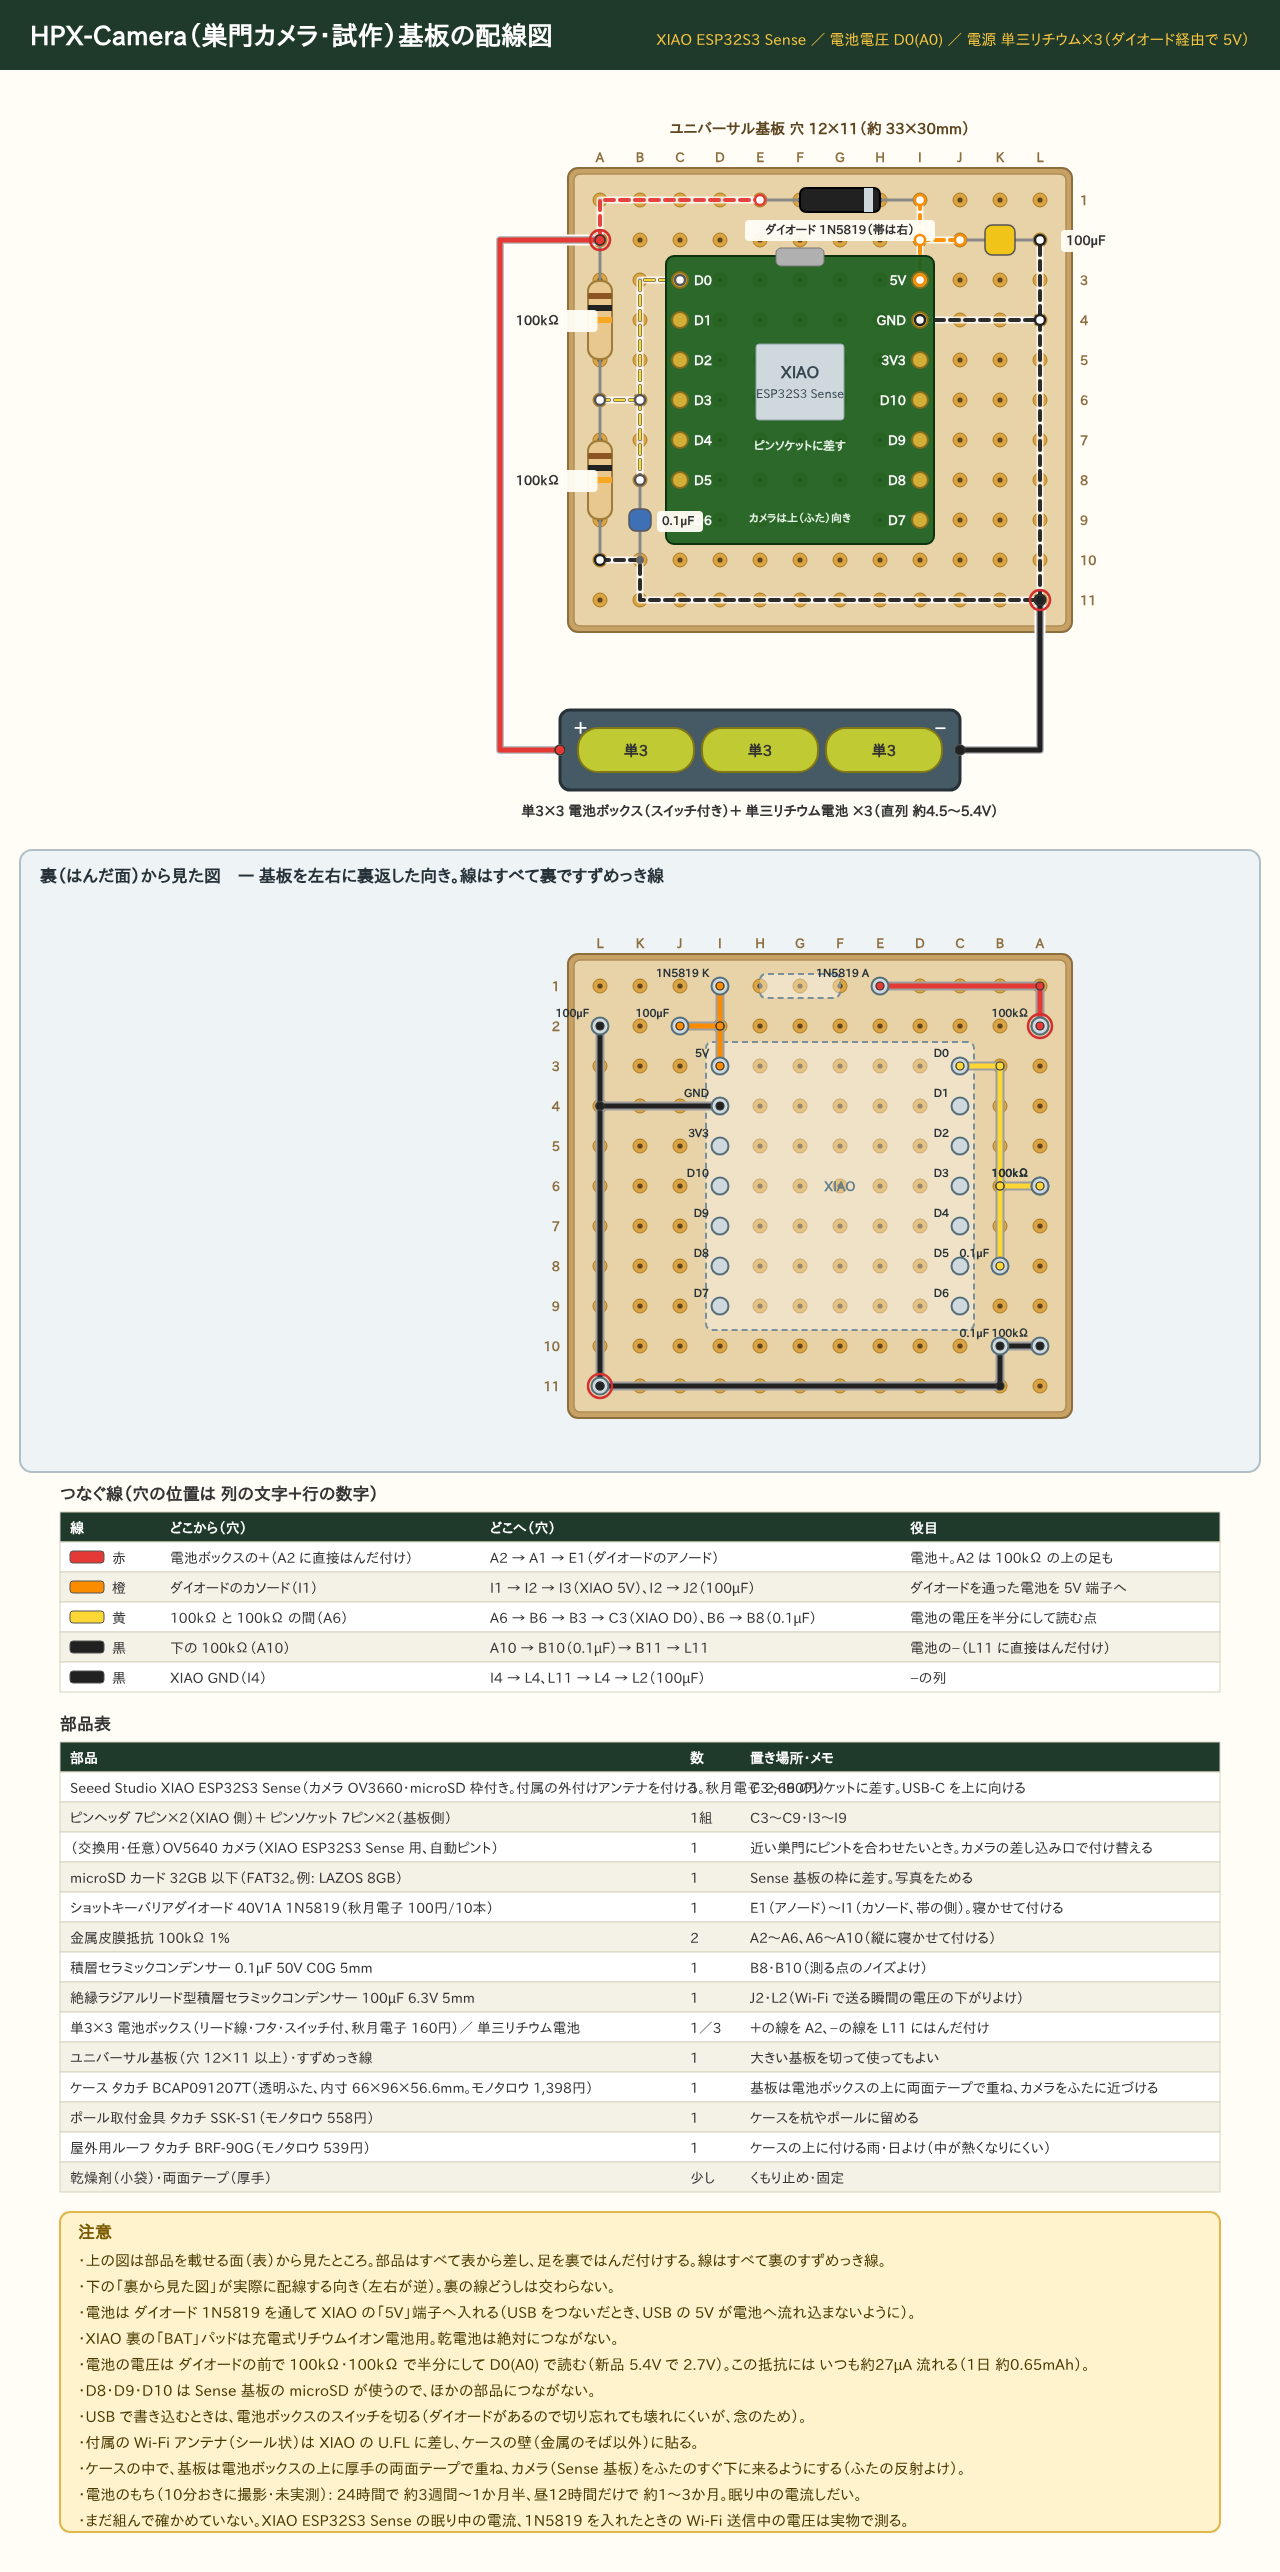 HPX-Camera（巣門カメラ・試作）基板の配線図
XIAO ESP32S3 Sense ／ 電池電圧 D0(A0) ／ 電源 単三リチウム×3（ダイオード経由で 5V）
ユニバーサル基板 穴 12×11（約 33×30mm）
A B C D E F G H I J K L
1
ダイオード 1N5819（帯は右）
100µF
D0 5V 3
100kΩ D1 GND 4
D2 3V3 5
XIAO
ESP32S3 Sense
D3 D10 6
D4 ピンソケットに差す D9 7
100kΩ D5 D8 8
0.1µF 6 カメラは上（ふた）向き D7 9
10
11
+ −
単3 単3 単3
単3×3 電池ボックス（スイッチ付き）＋ 単三リチウム電池 ×3（直列 約4.5〜5.4V）
裏（はんだ面）から見た図 — 基板を左右に裏返した向き。線はすべて裏ですずめっき線
L K J I H G F E D C B A
1 1N5819 K 1N5819 A
2 100µF 100µF 100kΩ
3 5V D0
4 GND D1
5 3V3 D2
6 D10 XIAO D3 100kΩ
7 D9 D4
8 D8 D5 0.1µF
9 D7 D6
10 0.1µF 100kΩ
11
つなぐ線（穴の位置は 列の文字＋行の数字）
線 どこから（穴） どこへ（穴） 役目
赤 電池ボックスの＋（A2 に直接はんだ付け） A2 → A1 → E1（ダイオードのアノード） 電池＋。A2 は 100kΩ の上の足も
橙 ダイオードのカソード（I1） I1 → I2 → I3（XIAO 5V）、I2 → J2（100µF） ダイオードを通った電池を 5V 端子へ
黄 100kΩ と 100kΩ の間（A6） A6 → B6 → B3 → C3（XIAO D0）、B6 → B8（0.1µF） 電池の電圧を半分にして読む点
黒 下の 100kΩ（A10） A10 → B10（0.1µF）→ B11 → L11 電池の−（L11 に直接はんだ付け）
黒 XIAO GND（I4） I4 → L4、L11 → L4 → L2（100µF） −の列
部品表
部品 数 置き場所・メモ
Seeed Studio XIAO ESP32S3 Sense（カメラ OV3660・microSD 枠付き。付属の外付けアンテナを付ける。秋月電子 2,680円） 1 C3〜I9 のソケットに差す。USB-C を上に向ける
ピンヘッダ 7ピン×2（XIAO 側）＋ ピンソケット 7ピン×2（基板側） 1組 C3〜C9・I3〜I9
（交換用・任意）OV5640 カメラ（XIAO ESP32S3 Sense 用、自動ピント） 1 近い巣門にピントを合わせたいとき。カメラの差し込み口で付け替える
microSD カード 32GB 以下（FAT32。例: LAZOS 8GB） 1 Sense 基板の枠に差す。写真をためる
ショットキーバリアダイオード 40V1A 1N5819（秋月電子 100円/10本） 1 E1（アノード）〜I1（カソード、帯の側）。寝かせて付ける
金属皮膜抵抗 100kΩ 1% 2 A2〜A6、A6〜A10（縦に寝かせて付ける）
積層セラミックコンデンサー 0.1µF 50V C0G 5mm 1 B8・B10（測る点のノイズよけ）
絶縁ラジアルリード型積層セラミックコンデンサー 100µF 6.3V 5mm 1 J2・L2（Wi-Fi で送る瞬間の電圧の下がりよけ）
単3×3 電池ボックス（リード線・フタ・スイッチ付、秋月電子 160円）／ 単三リチウム電池 1／3 ＋の線を A2、−の線を L11 にはんだ付け
ユニバーサル基板（穴 12×11 以上）・すずめっき線 1 大きい基板を切って使ってもよい
ケース タカチ BCAP091207T（透明ふた、内寸 66×96×56.6mm。モノタロウ 1,398円） 1 基板は電池ボックスの上に両面テープで重ね、カメラをふたに近づける
ポール取付金具 タカチ SSK-S1（モノタロウ 558円） 1 ケースを杭やポールに留める
屋外用ルーフ タカチ BRF-90G（モノタロウ 539円） 1 ケースの上に付ける雨・日よけ（中が熱くなりにくい）
乾燥剤（小袋）・両面テープ（厚手） 少し くもり止め・固定
注意
・上の図は部品を載せる面（表）から見たところ。部品はすべて表から差し、足を裏ではんだ付けする。線はすべて裏のすずめっき線。
・下の「裏から見た図」が実際に配線する向き（左右が逆）。裏の線どうしは交わらない。
・電池は ダイオード 1N5819 を通して XIAO の「5V」端子へ入れる（USB をつないだとき、USB の 5V が電池へ流れ込まないように）。
・XIAO 裏の「BAT」パッドは充電式リチウムイオン電池用。乾電池は絶対につながない。
・電池の電圧は ダイオードの前で 100kΩ・100kΩ で半分にして D0(A0) で読む（新品 5.4V で 2.7V）。この抵抗には いつも約27µA 流れる（1日 約0.65mAh）。
・D8・D9・D10 は Sense 基板の microSD が使うので、ほかの部品につながない。
・USB で書き込むときは、電池ボックスのスイッチを切る（ダイオードがあるので切り忘れても壊れにくいが、念のため）。
・付属の Wi-Fi アンテナ（シール状）は XIAO の U.FL に差し、ケースの壁（金属のそば以外）に貼る。
・ケースの中で、基板は電池ボックスの上に厚手の両面テープで重ね、カメラ（Sense 基板）をふたのすぐ下に来るようにする（ふたの反射よけ）。
・電池のもち（10分おきに撮影・未実測）: 24時間で 約3週間〜1か月半、昼12時間だけで 約1〜3か月。眠り中の電流しだい。
・まだ組んで確かめていない。XIAO ESP32S3 Sense の眠り中の電流、1N5819 を入れたときの Wi-Fi 送信中の電圧は実物で測る。